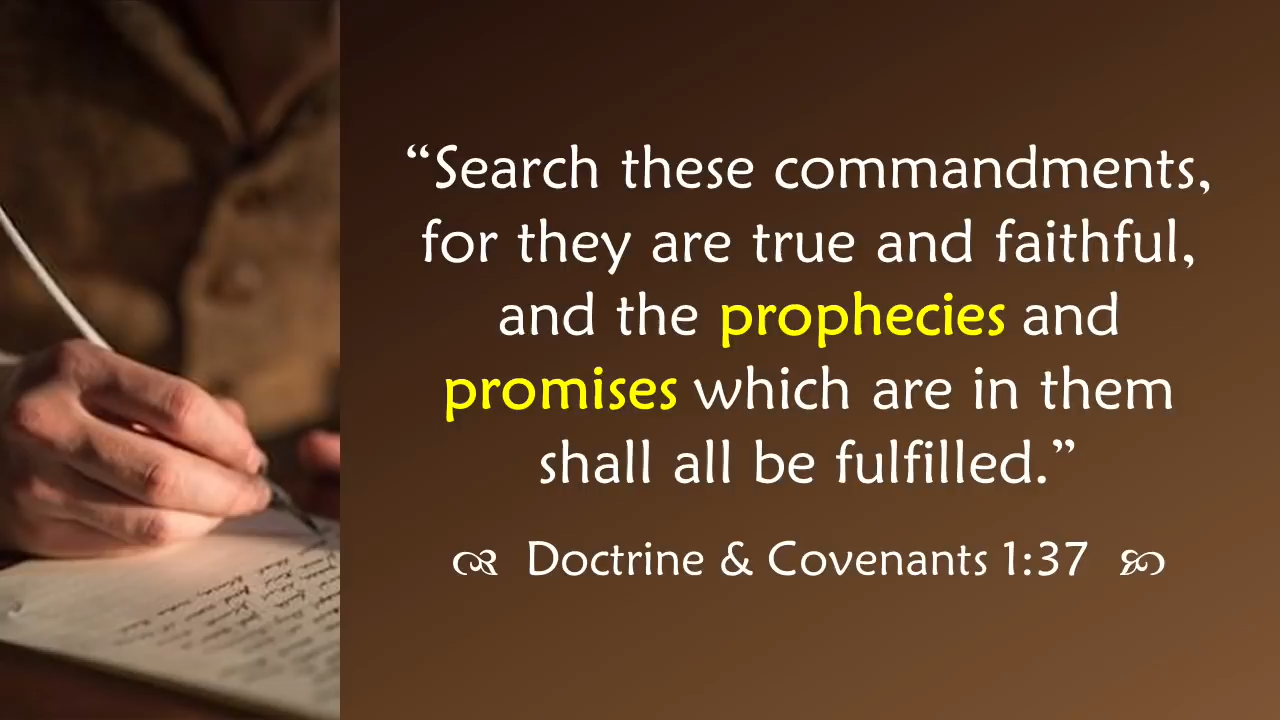 “Search these commandments,
for they are true and faithful,
and the prophecies and
promises which are in them
shall all be fulfilled.”
Doctrine & Covenants 1:37